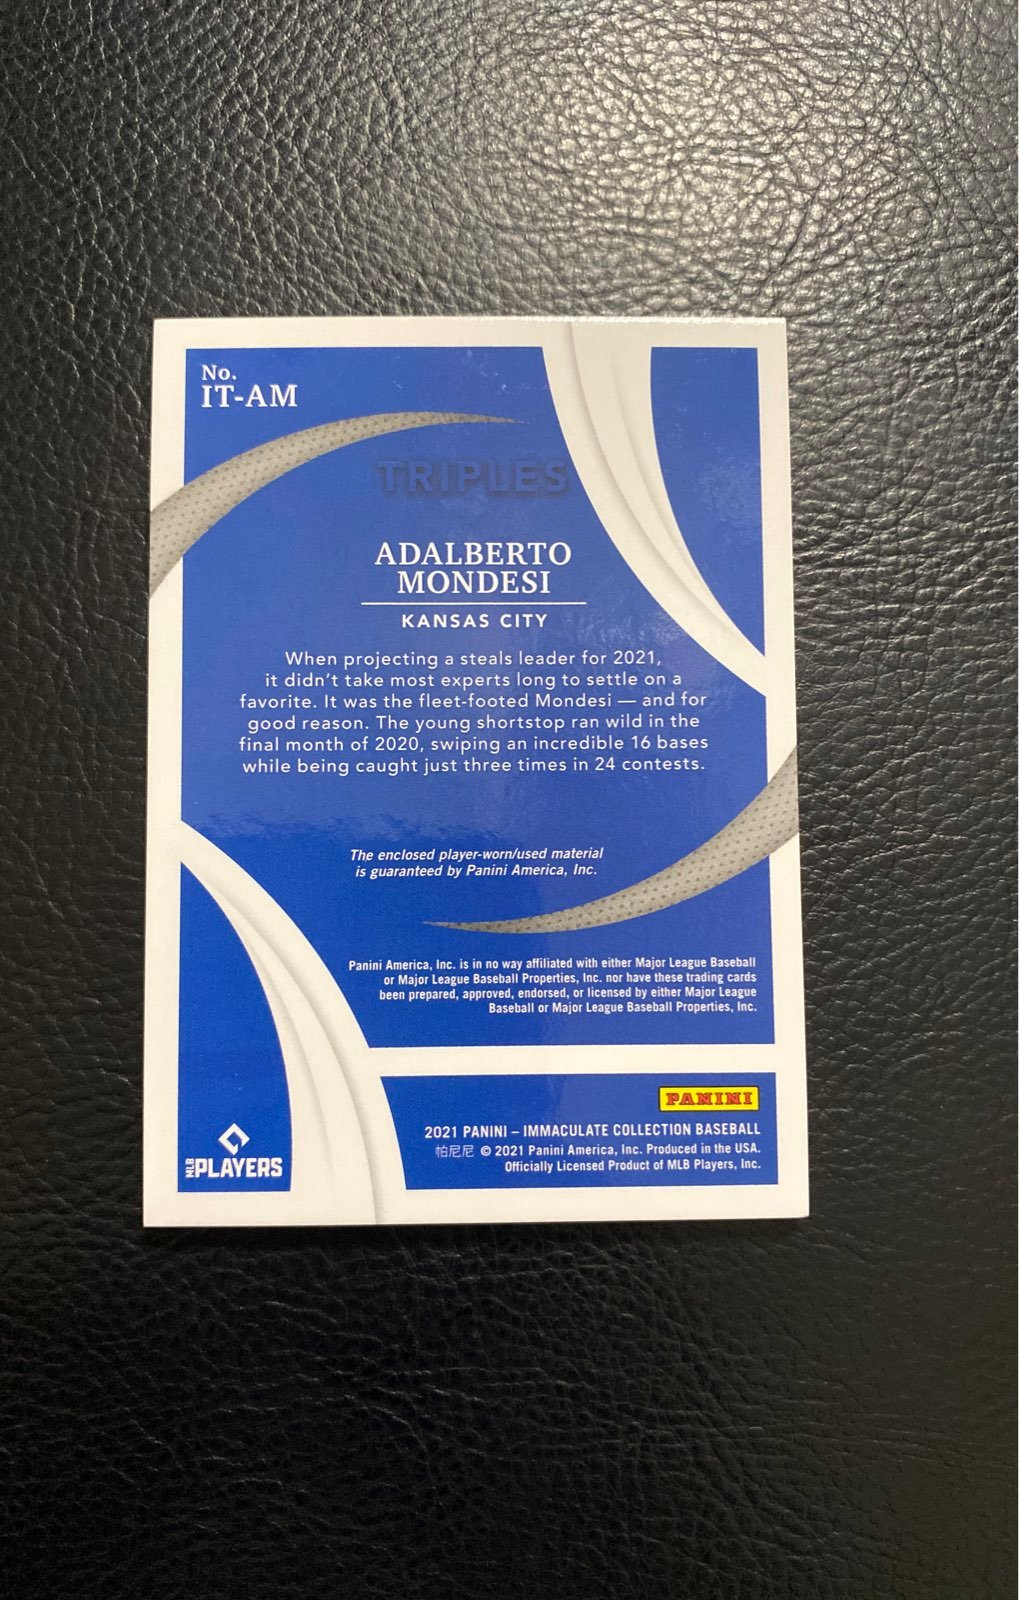 No.
IT-AM
TRIPLES
ADALBERTO
MONDESI
KANSAS CITY
When projecting a steals leader for 2021,
it didn't take most experts long to settle on a
favorite. It was the fleet-footed Mondesi — and for
good reason. The young shortstop ran wild in the
final month of 2020, swiping an incredible 16 bases
while being caught just three times in 24 contests.
The enclosed player-worn/used material
is guaranteed by Panini America, Inc.
Panini America, Inc. is in no way affiliated with either Major League Baseball
or Major League Baseball Properties, Inc. nor have these trading cards
been prepared, approved, endorsed, or licensed by either Major League
Baseball or Major League Baseball Properties, Inc.
PANINI
2021 PANINI – IMMACULATE COLLECTION BASEBALL
帕尼尼 © 2021 Panini America, Inc. Produced in the USA.
Officially Licensed Product of MLB Players, Inc.
MLB PLAYERS